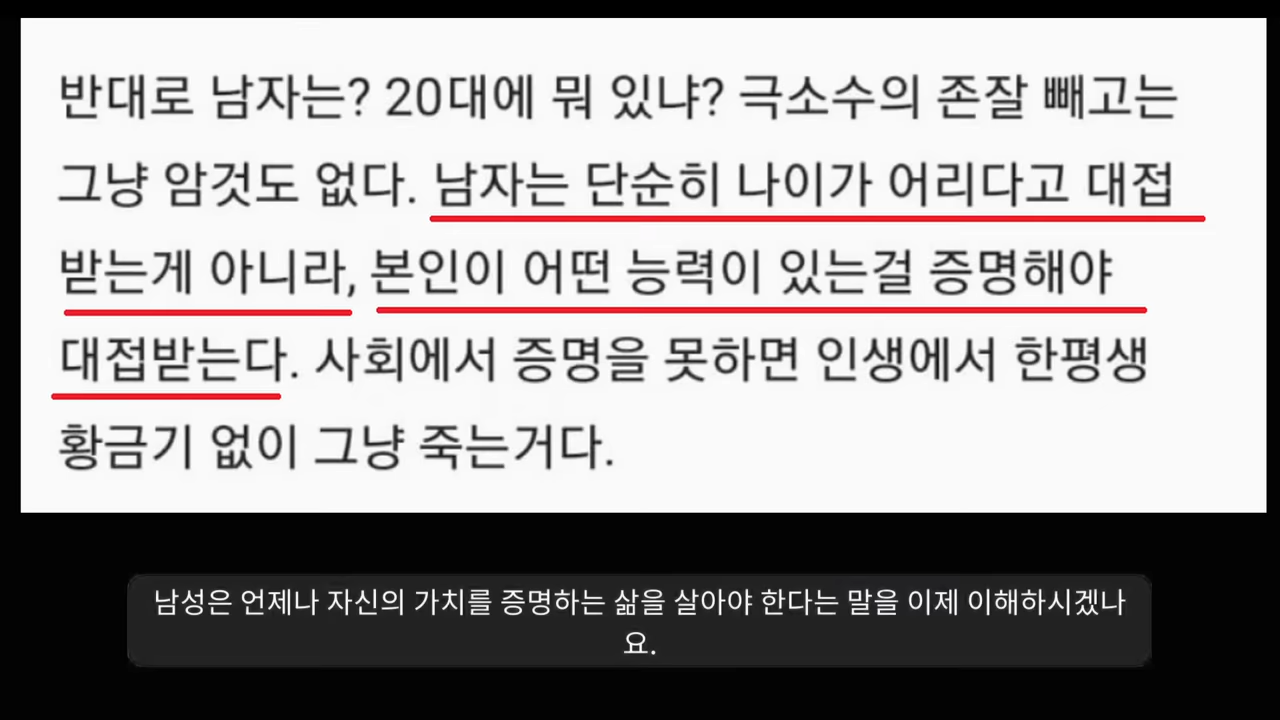 반대로 남자는? 20대에 뭐 있냐? 극소수의 존잘 빼고는
그냥 암것도 없다. 남자는 단순히 나이가 어리다고 대접
받는게 아니라, 본인이 어떤 능력이 있는걸 증명해야
대접받는다. 사회에서 증명을 못하면 인생에서 한평생
황금기 없이 그냥 죽는거다.
남성은 언제나 자신의 가치를 증명하는 삶을 살아야 한다는 말을 이제 이해하시겠나
요.